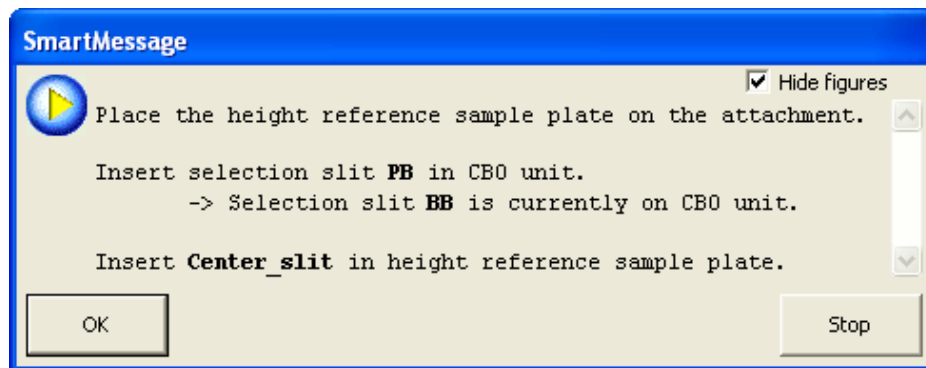 SmartMessage
Hide figures
Place the height reference sample plate on the attachment.
Insert selection slit PB in CBO unit.
-> Selection slit BB is currently on CBO unit.
Insert Center_slit in height reference sample plate.
OK
Stop